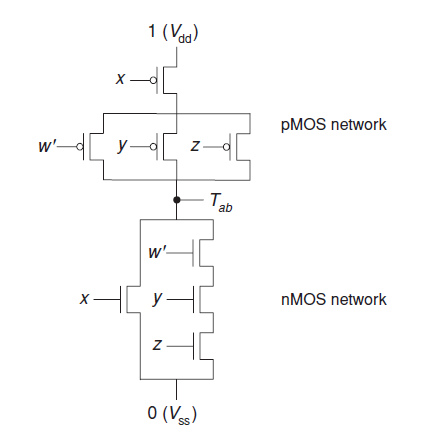 1 (Vdd)
x
pMOS network
w' y z
Tab
w'
x y nMOS network
z
0 (Vss)